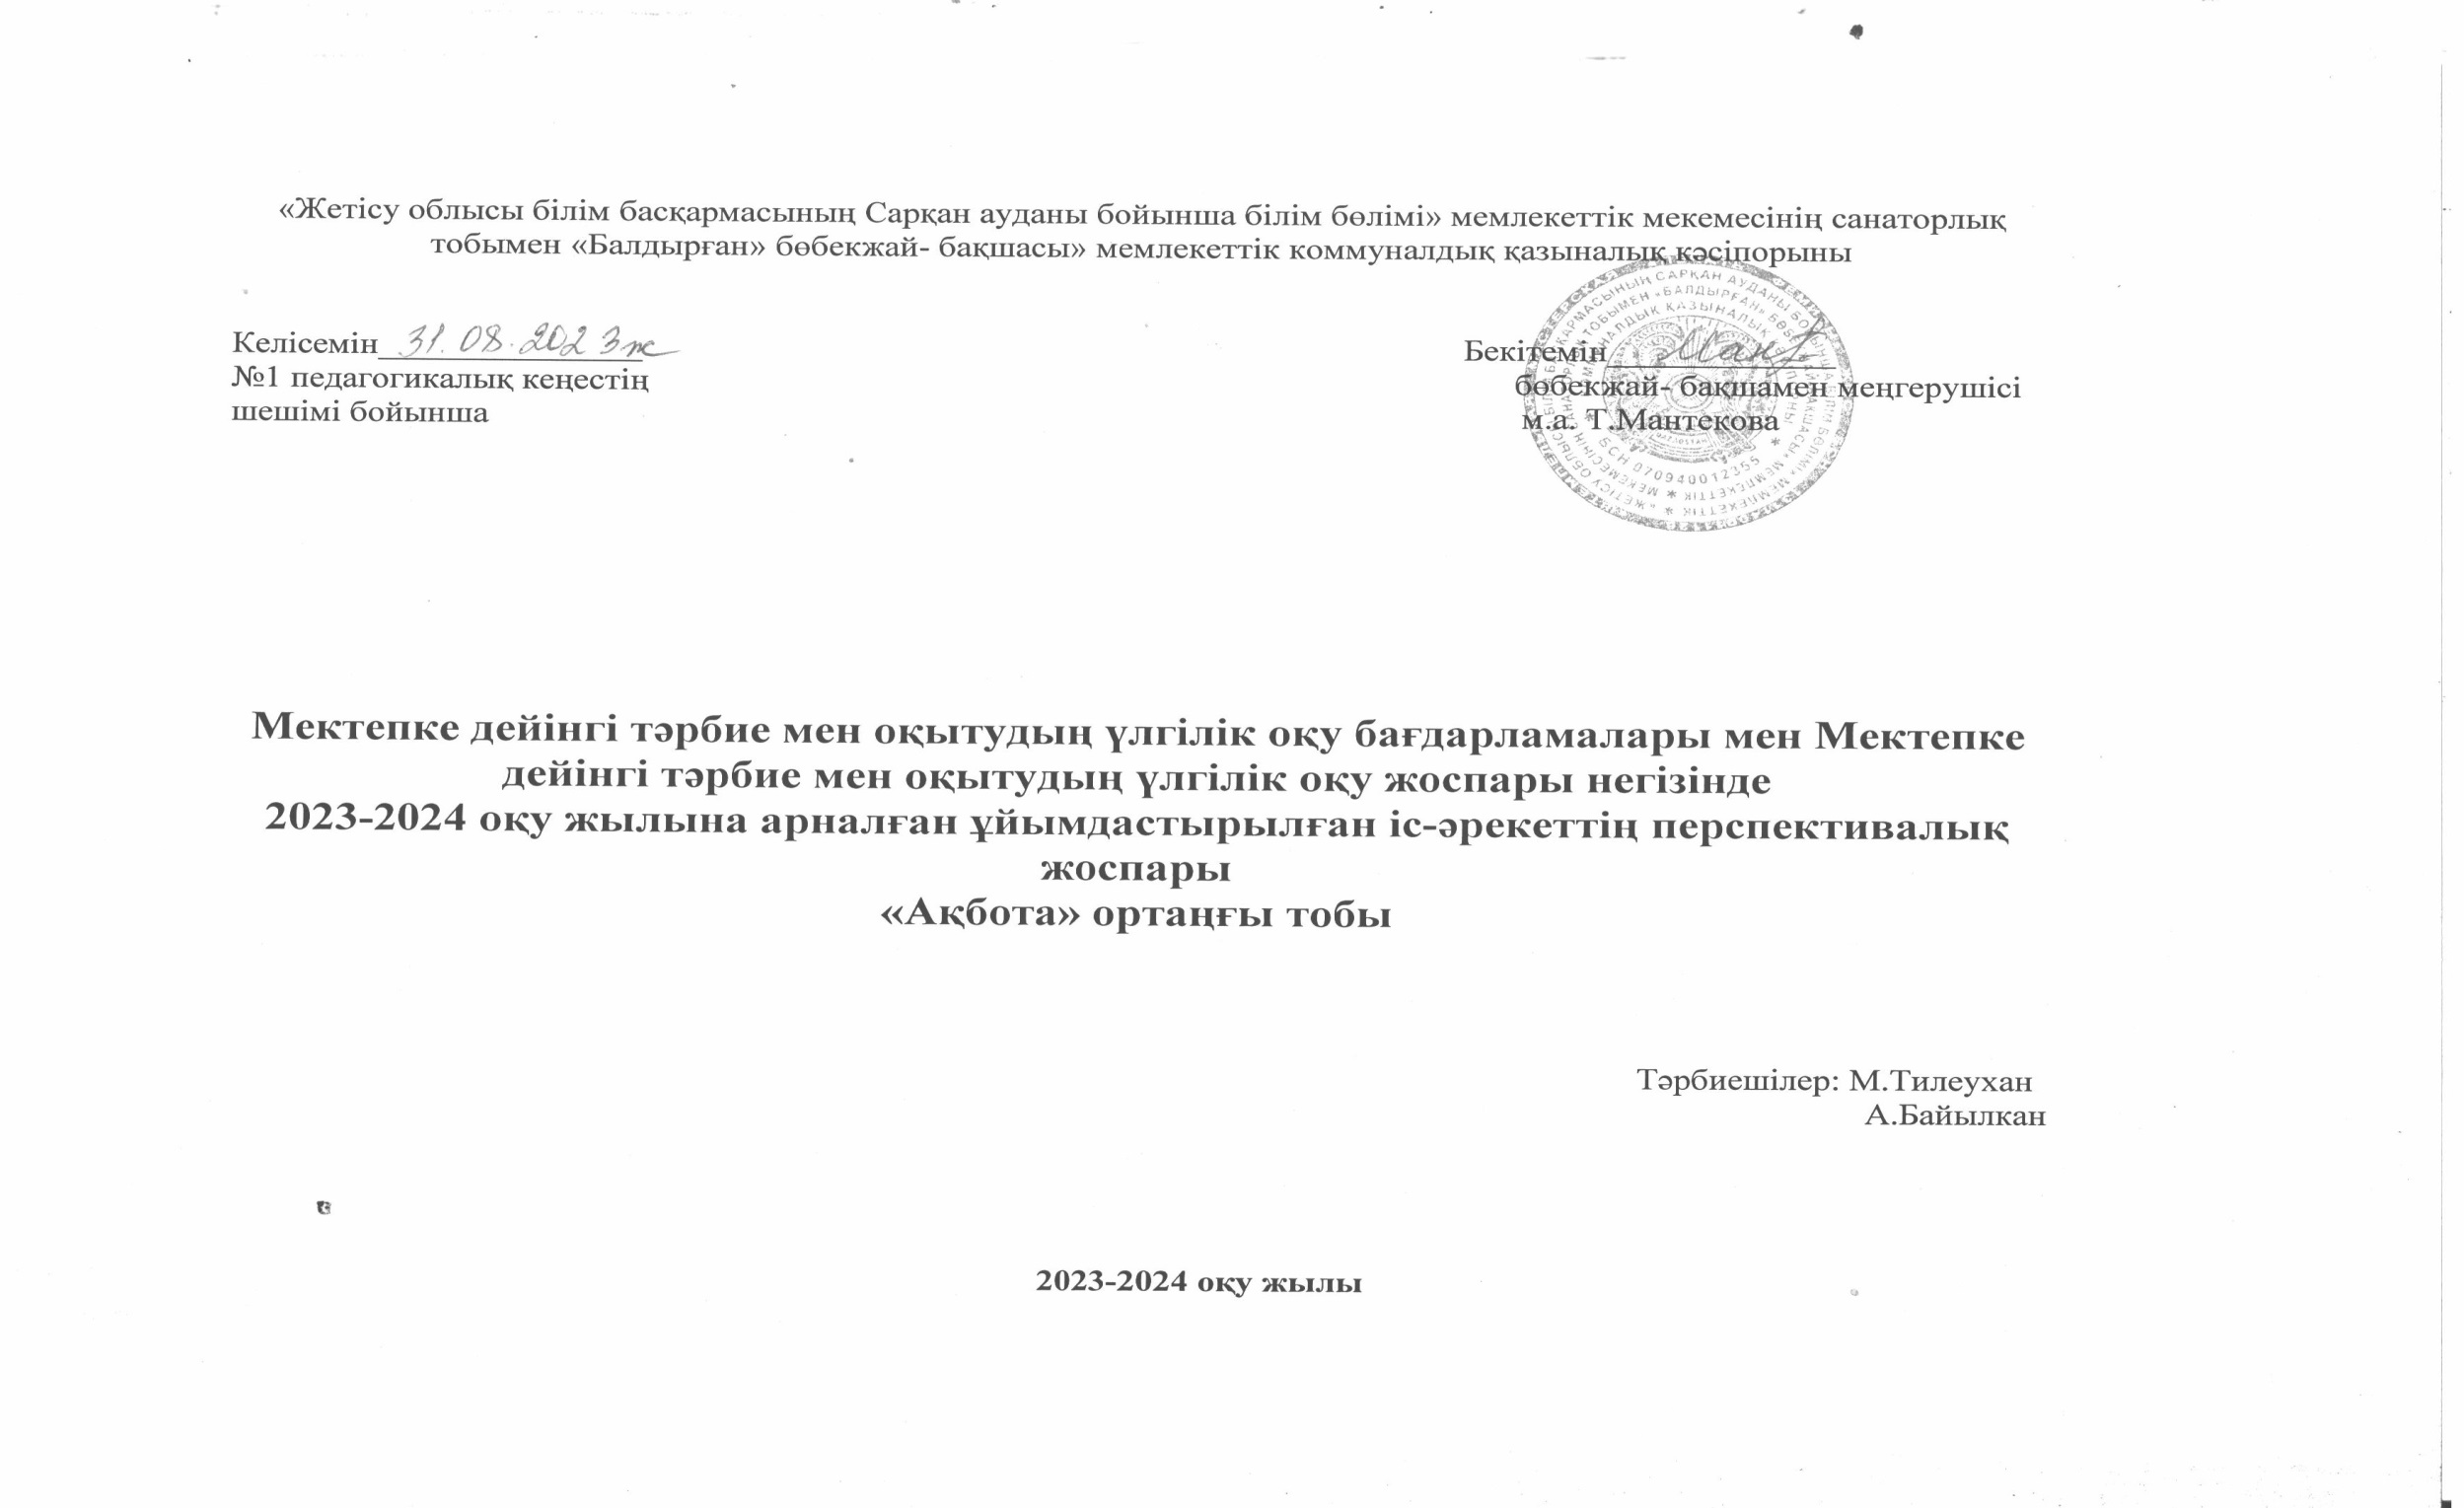 «Жетісу облысы білім басқармасының Сарқан ауданы бойынша білім бөлімі» мемлекеттік мекемесінің санаторлық
тобымен «Балдырған» бөбекжай- бақшасы» мемлекеттік коммуналдық қазыналық кәсіпорыны
Келісемін 31.08.2023ж
№1 педагогикалық кеңестің
шешімі бойынша
Бекітемін
бөбекжай- бақшамен меңгерушісі
м.а. Т.Мантекова
БСН 070940012355
Мектепке дейінгі тәрбие мен оқытудың үлгілік оқу бағдарламалары мен Мектепке
дейінгі тәрбие мен оқытудың үлгілік оқу жоспары негізінде
2023-2024 оқу жылына арналған ұйымдастырылған іс-әрекеттің перспективалық
жоспары
«Ақбота» ортаңғы тобы
Тәрбиешілер: М.Тилеухан
А.Байылкан
2023-2024 оқу жылы